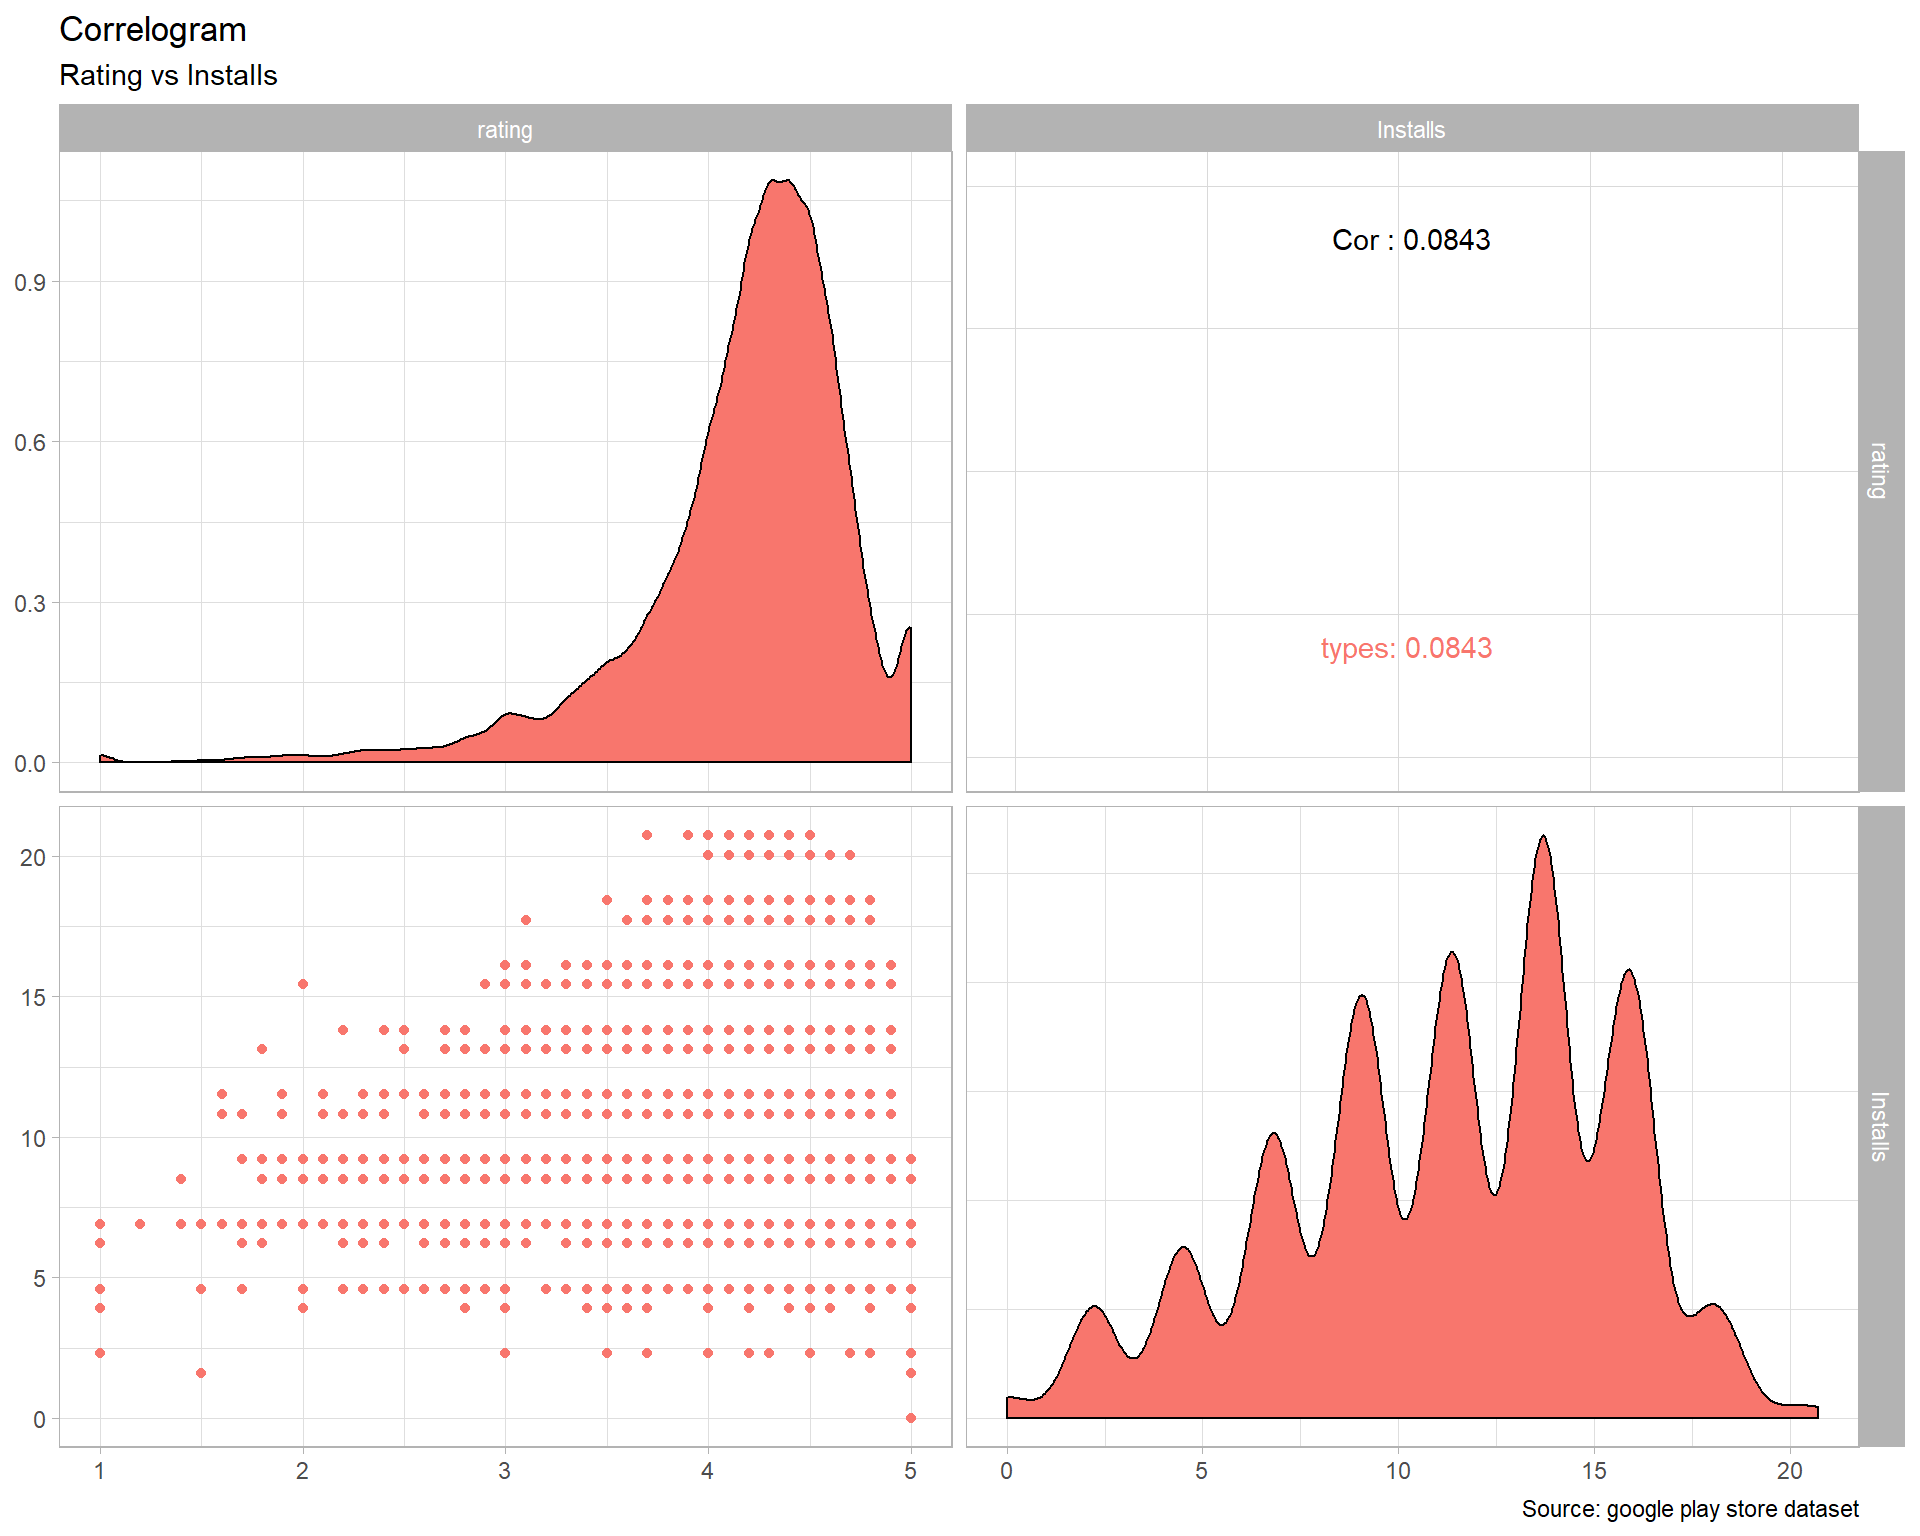 Correlogram
Rating vs Installs
rating
Installs
0.9
0.6
0.3
0.0
Cor : 0.0843
types: 0.0843
rating
20
15
10
5
0
Installs
1 2 3 4 5
0 5 10 15 20
Source: google play store dataset